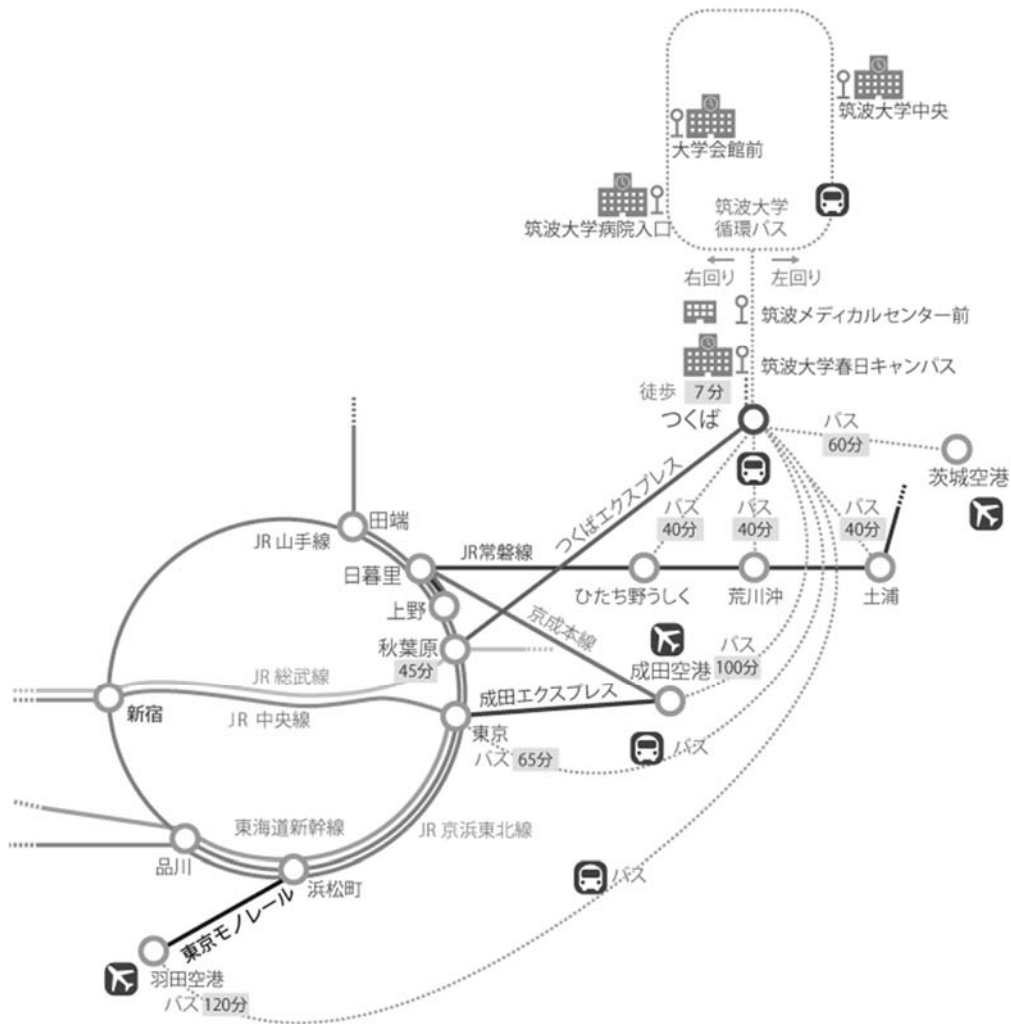 筑波大学中央
大学会館前
筑波大学病院入口
筑波大学
循環バス
右回り
左回り
筑波メディカルセンター前
筑波大学春日キャンパス
徒歩 7分
つくば
バス
60分
茨城空港
つくばエクスプレス
バス
40分
バス
40分
バス
40分
田端
JR山手線
日暮里
JR常磐線
ひたち野うしく
荒川沖
土浦
上野
京成本線
秋葉原
45分
成田空港
バス
100分
JR 総武線
成田エクスプレス
新宿
JR 中央線
東京
バス 65分
バス
東海道新幹線
JR 京浜東北線
品川
浜松町
バス
東京モノレール
羽田空港
バス 120分